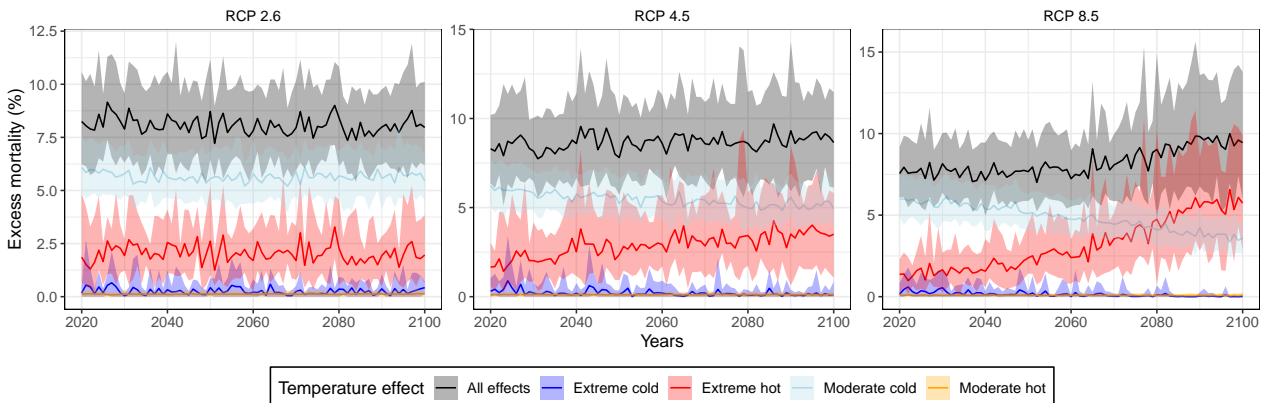 RCP 2.6
RCP 4.5
RCP 8.5
Excess mortality (%)
12.5
10.0
7.5
5.0
2.5
0.0
15
10
5
0
15
10
5
0
2020 2040 2060 2080 2100
2020 2040 2060 2080 2100
2020 2040 2060 2080 2100
Years
Temperature effect All effects Extreme cold Extreme hot Moderate cold Moderate hot